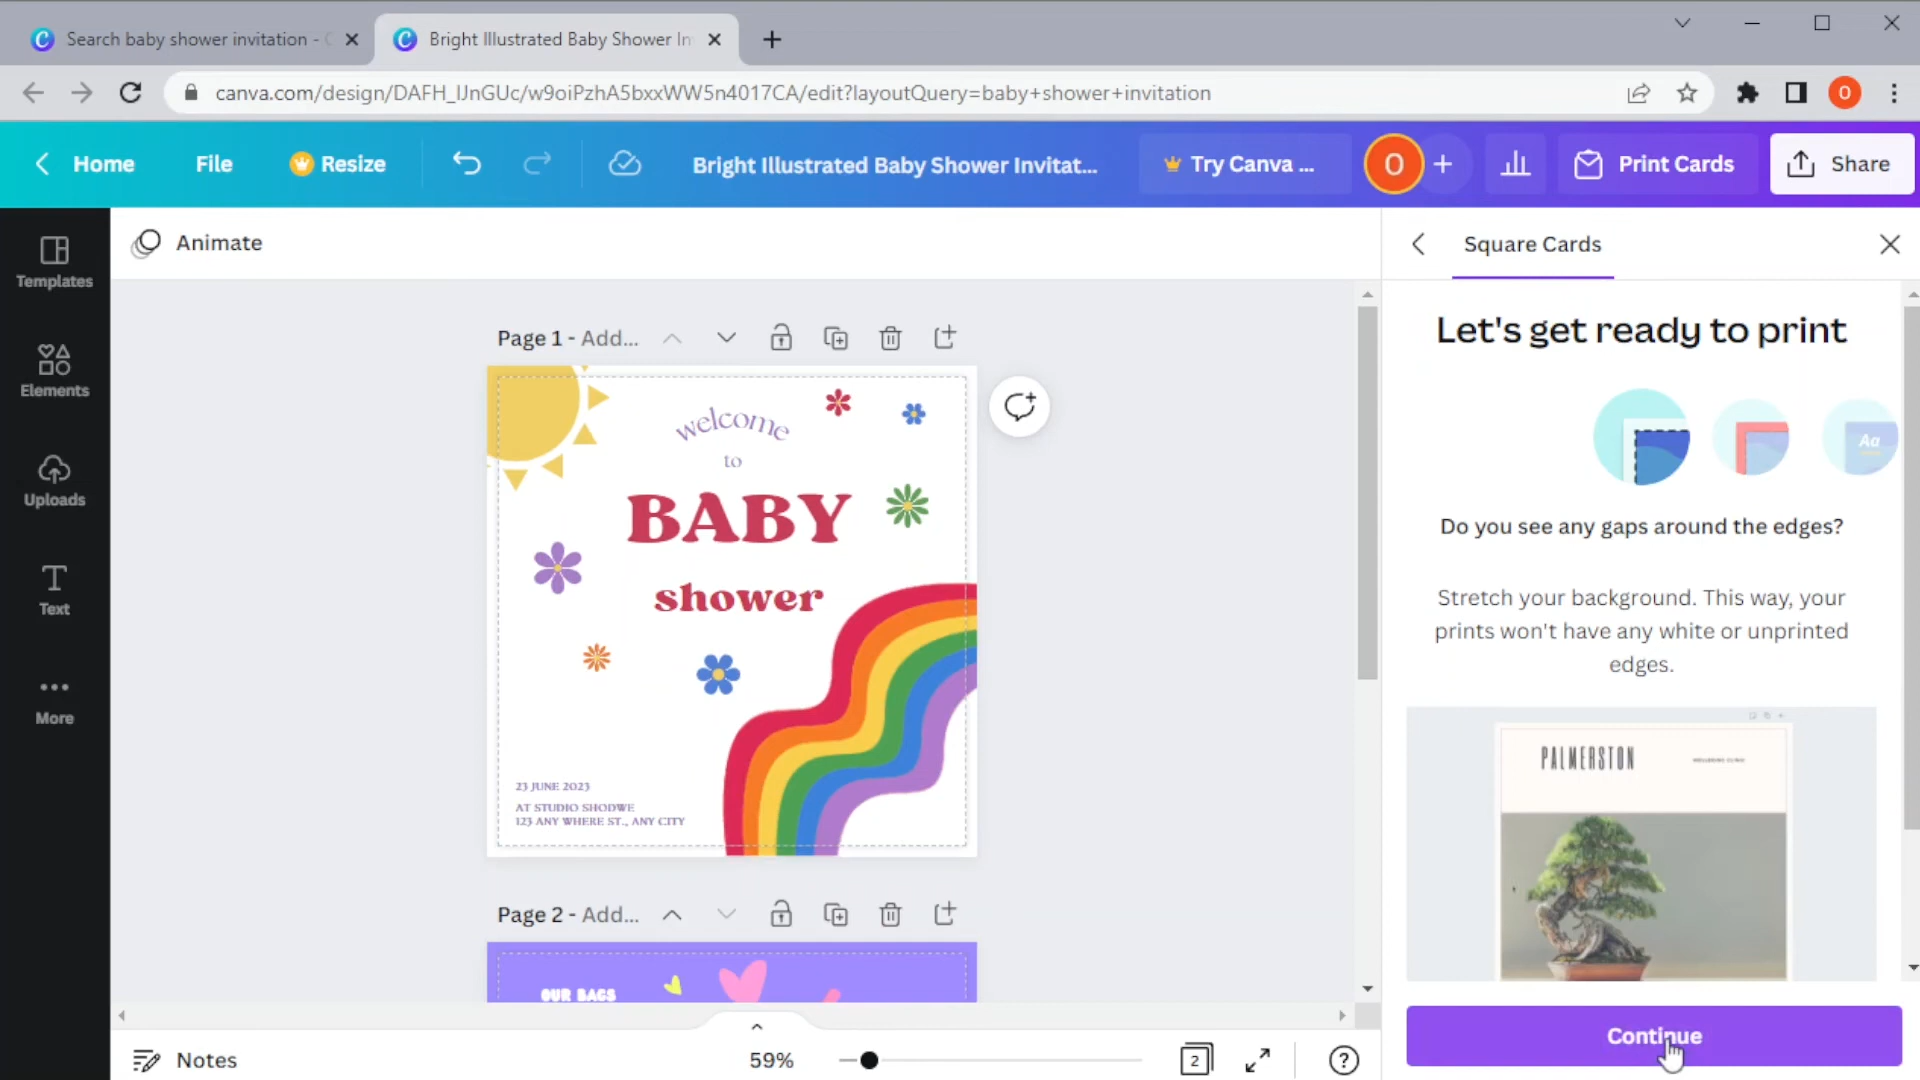 Search baby shower invitation - C
Bright Illustrated Baby Shower In
canva.com/design/DAFH_IJnGUc/w9oiPzhA5bxxWW5n4017CA/edit?layoutQuery=baby+shower+invitation
O
Home
File
Resize
Bright Illustrated Baby Shower Invitat...
Try Canva ...
O
Print Cards
Share
Templates
Elements
Uploads
Text
More
Animate
Page 1 - Add...
welcome
to
BABY
shower
23 JUNE 2023
AT STUDIO SHODWE
123 ANY WHERE ST., ANY CITY
Page 2 - Add...
OUR BAGS
Notes
59%
2
Square Cards
Let's get ready to print
Aa
Do you see any gaps around the edges?
Stretch your background. This way, your
prints won't have any white or unprinted
edges.
PALMERSTON
WELLBEING CLINIC
Continue